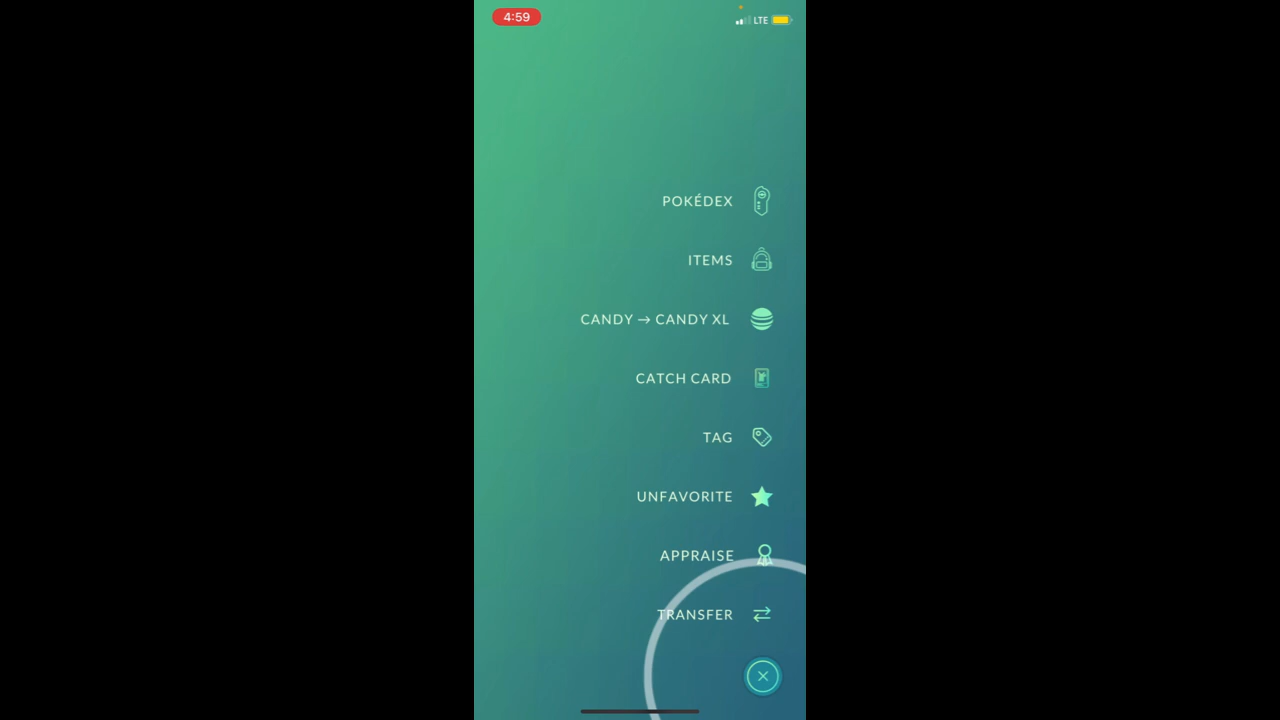 4:59
LTE
POKÉDEX
ITEMS
CANDY → CANDY XL
CATCH CARD
TAG
UNFAVORITE
APPRAISE
TRANSFER